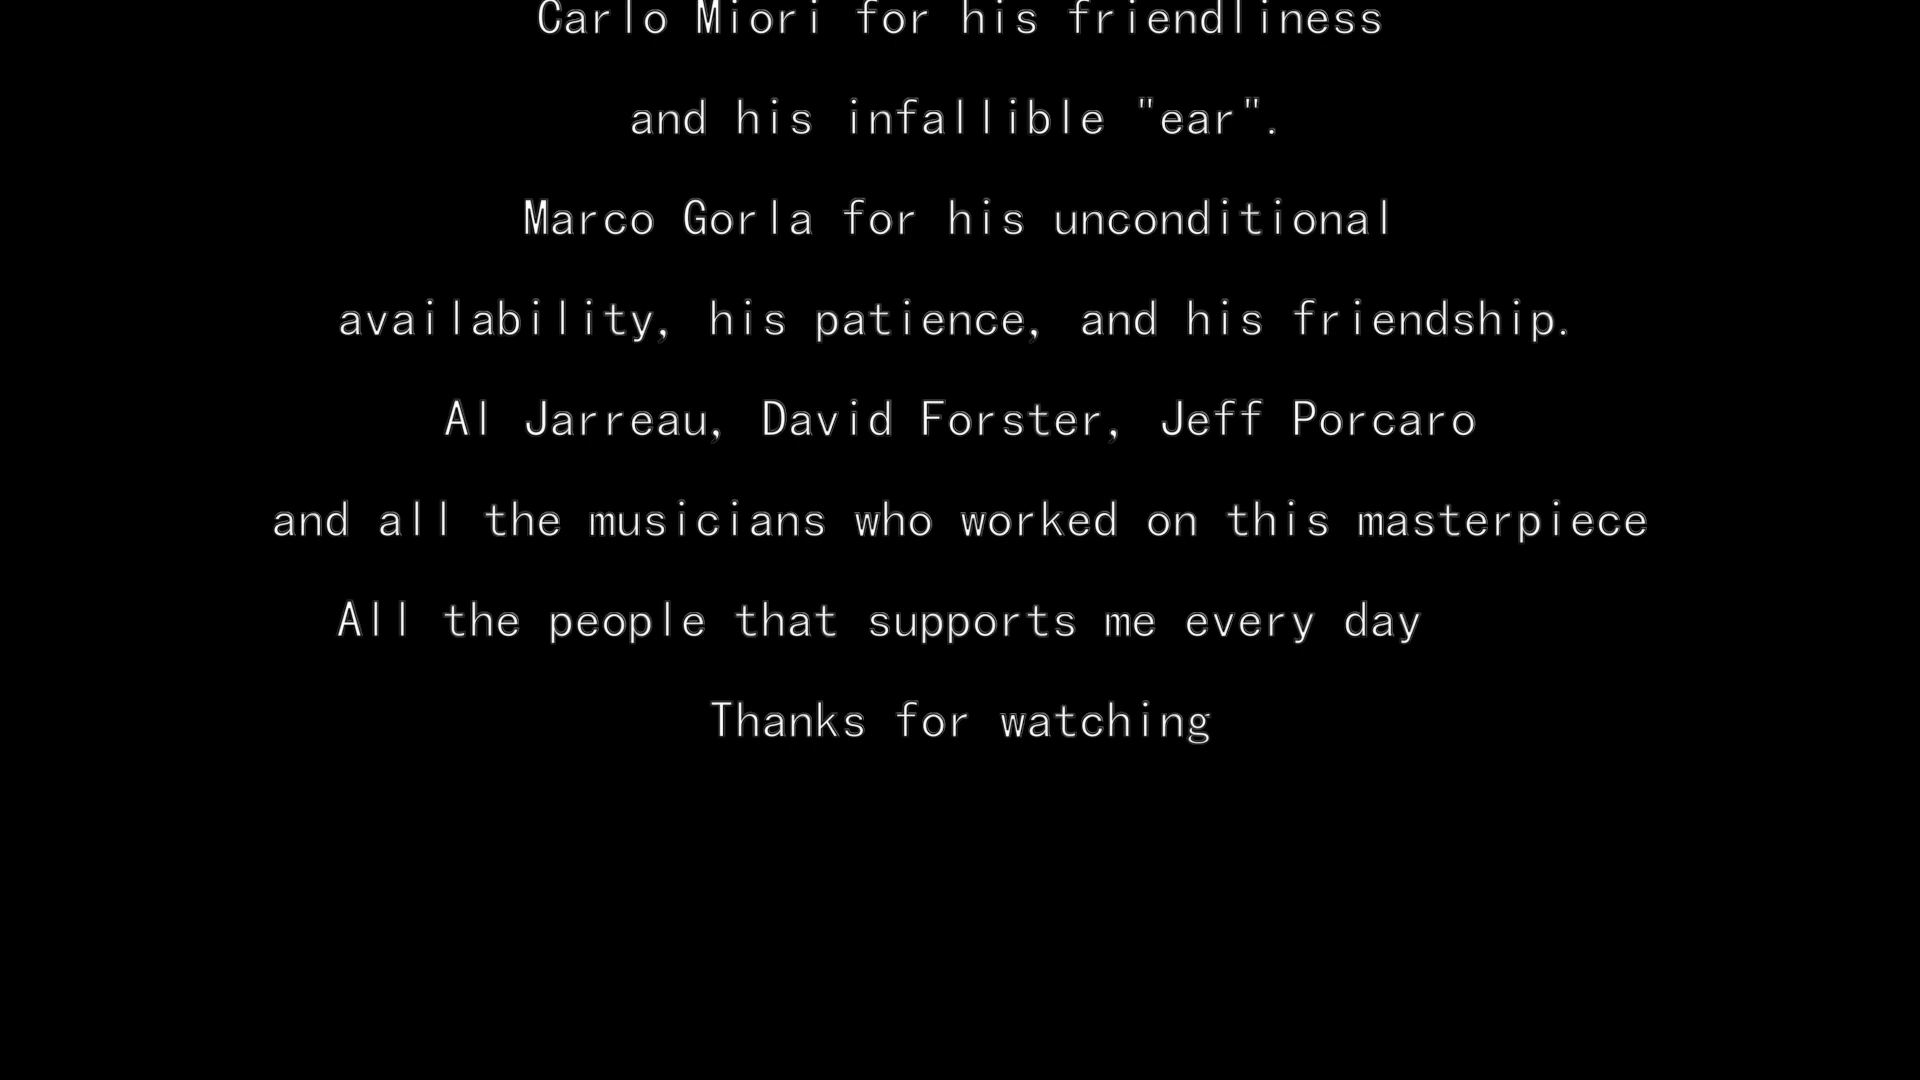 Carlo Miori for his friendliness
and his infallible "ear".
Marco Gorla for his unconditional
availability, his patience, and his friendship.
Al Jarreau, David Forster, Jeff Porcaro
and all the musicians who worked on this masterpiece
All the people that supports me every day
Thanks for watching